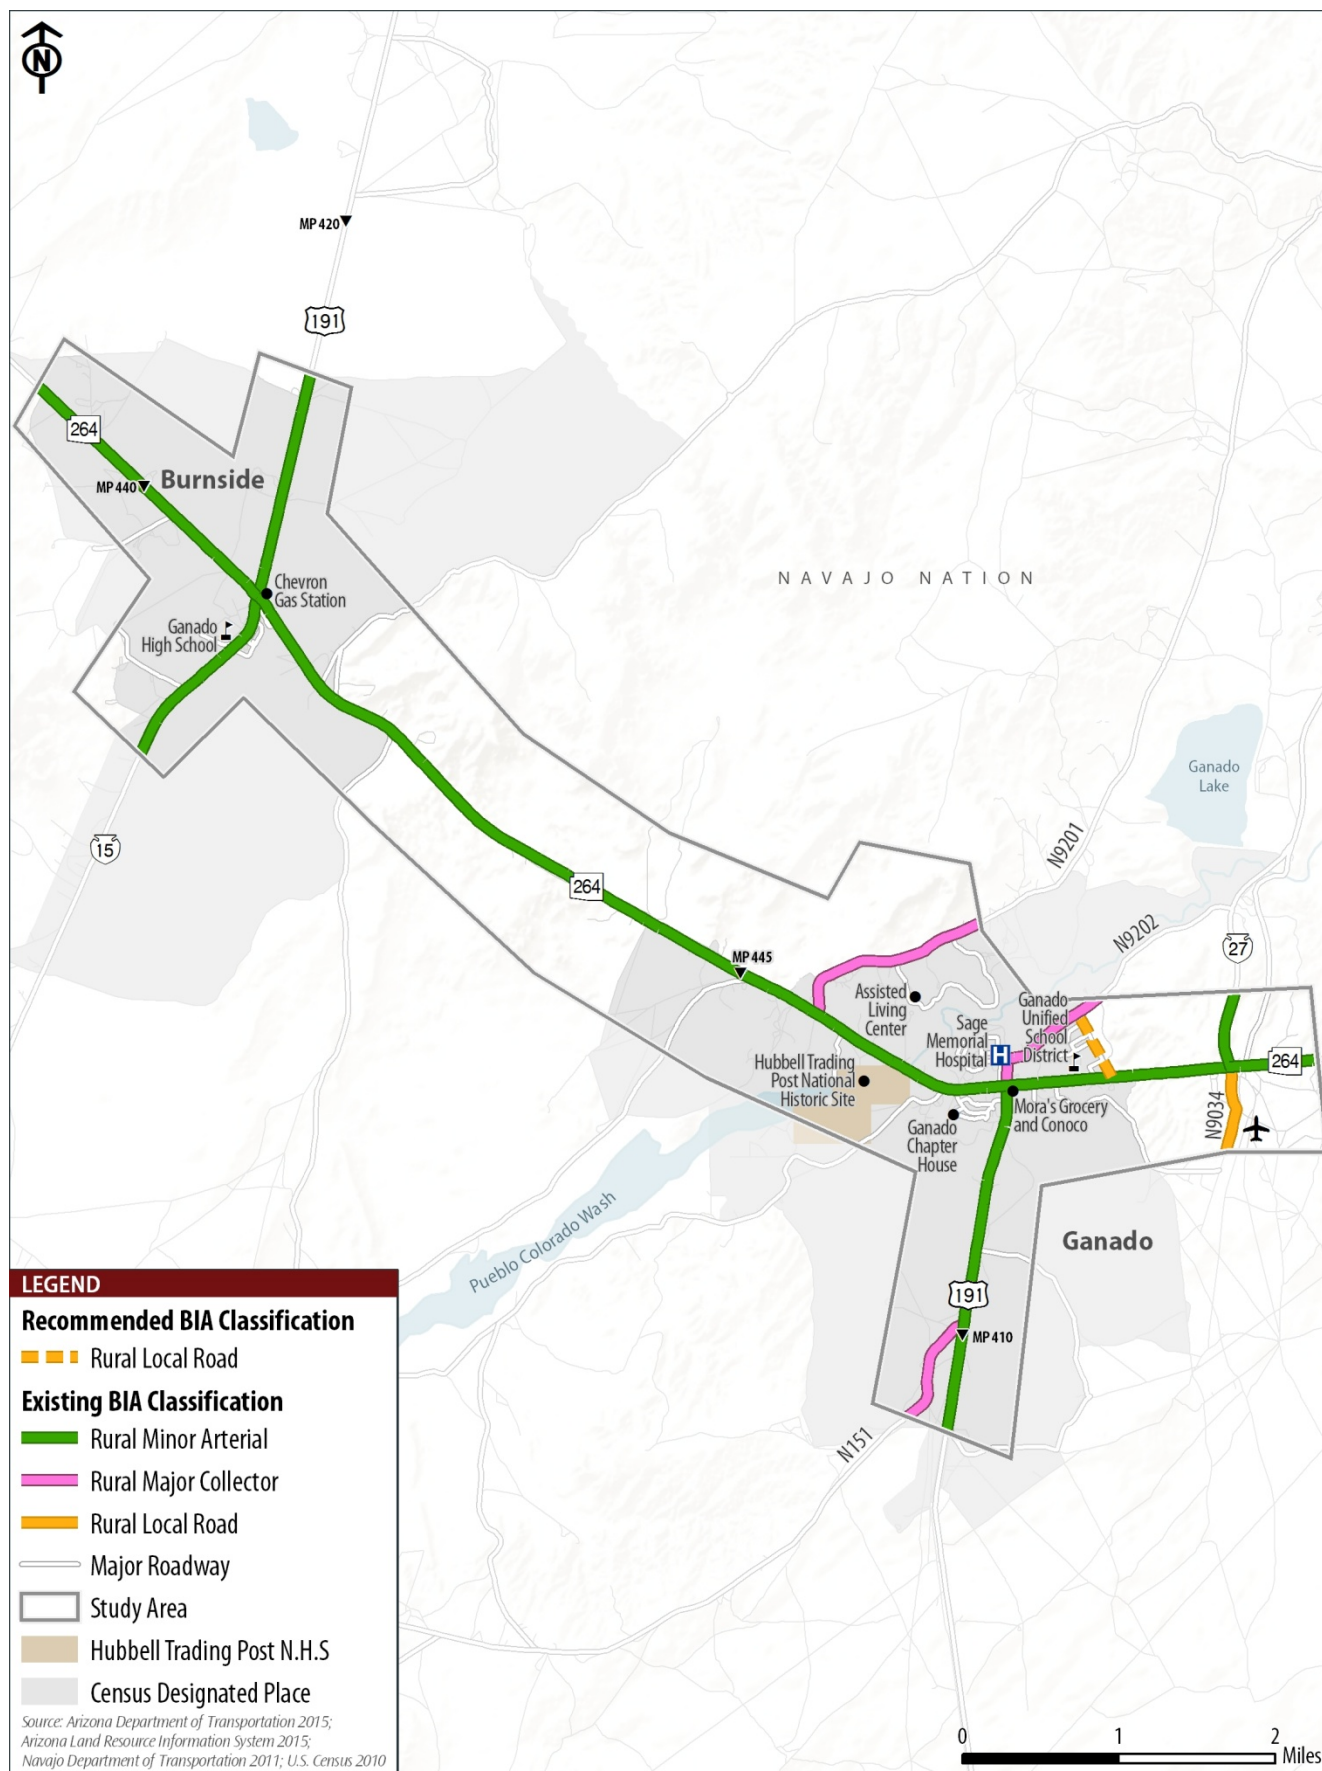 N
MP 420
191
264
MP 440
Burnside
Chevron
Gas Station
Ganado
High School
NAVAJO NATION
15
264
Ganado
Lake
N9201
N9202
27
MP 445
Assisted
Living
Center
Sage
Memorial
Hospital
H
Ganado
Unified
School
District
264
Hubbell Trading
Post National
Historic Site
Mora's Grocery
and Conoco
N9034
Ganado
Chapter
House
Pueblo Colorado Wash
Ganado
191
MP 410
N151
LEGEND
Recommended BIA Classification
Rural Local Road
Existing BIA Classification
Rural Minor Arterial
Rural Major Collector
Rural Local Road
Major Roadway
Study Area
Hubbell Trading Post N.H.S
Census Designated Place
Source: Arizona Department of Transportation 2015;
Arizona Land Resource Information System 2015;
Navajo Department of Transportation 2011; U.S. Census 2010
0 1 2
Miles